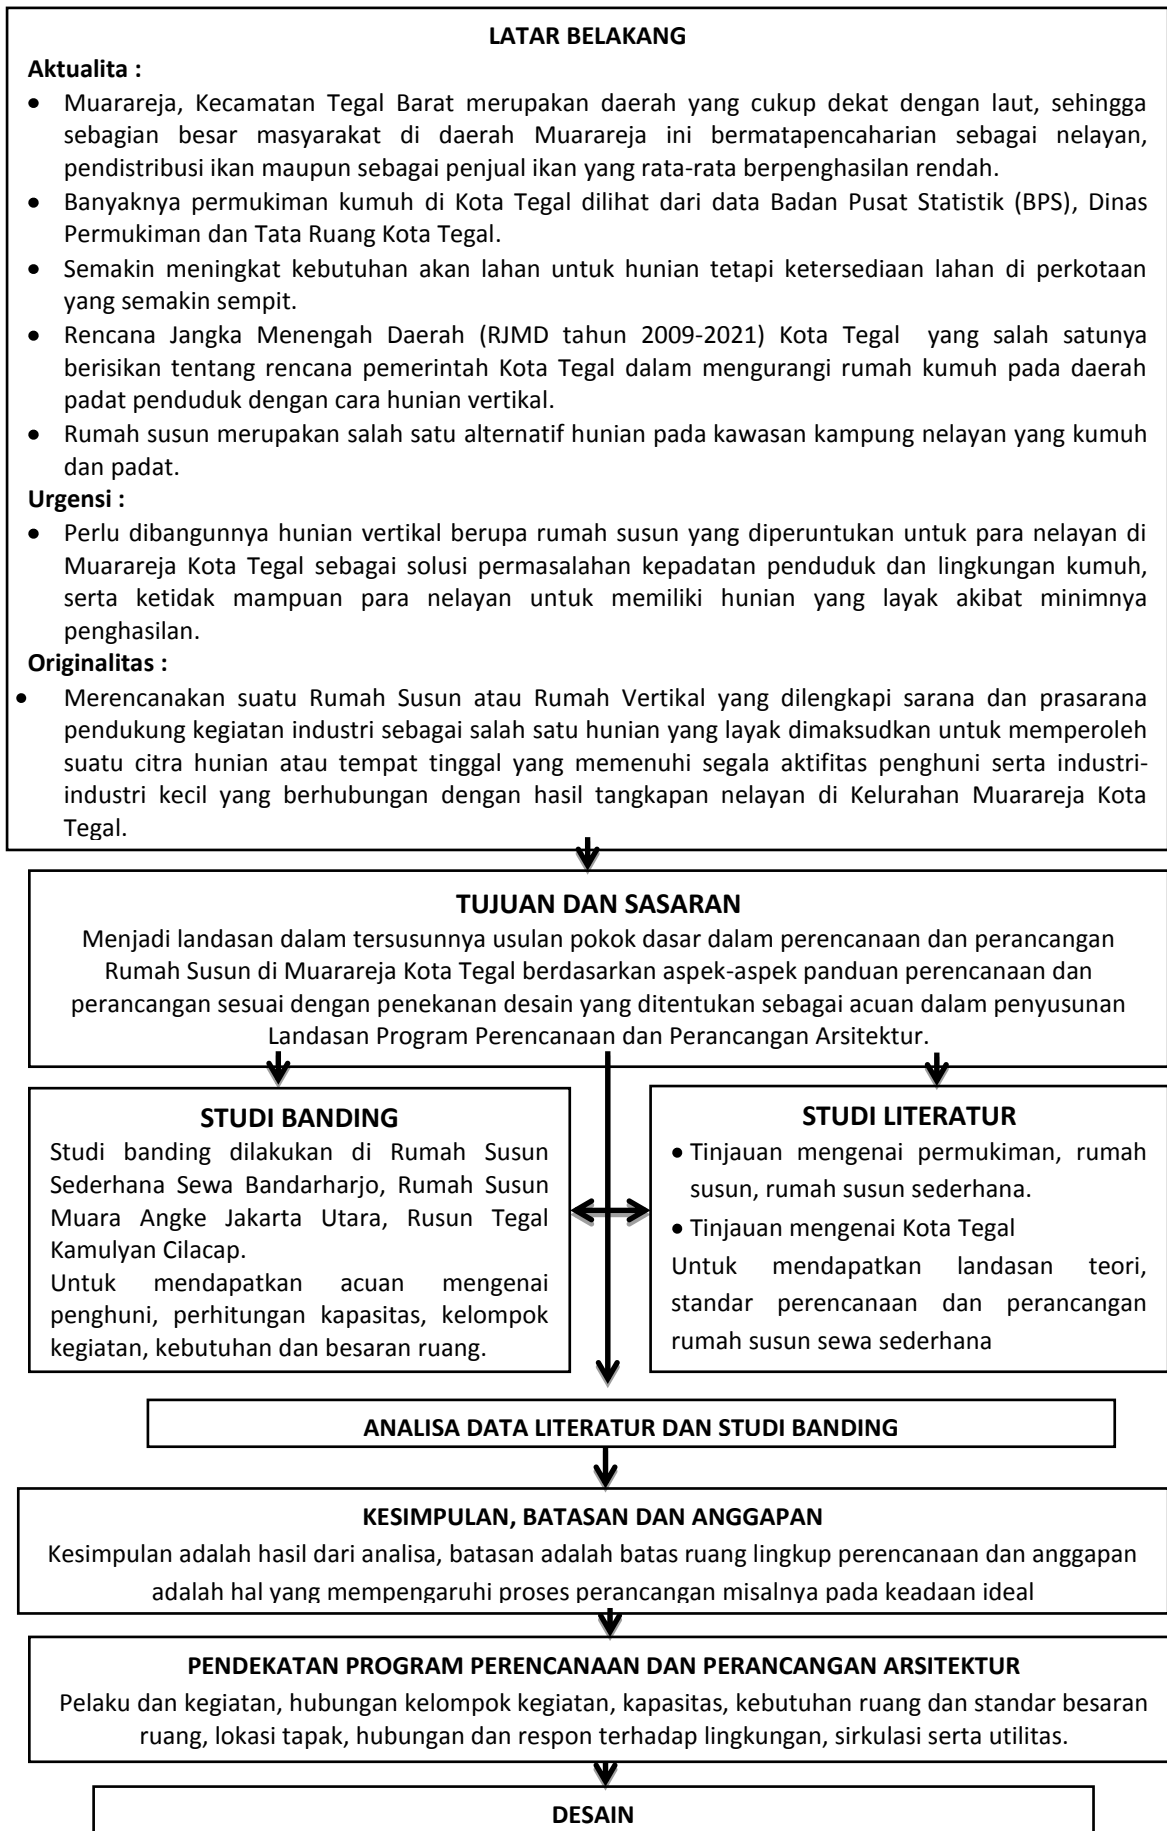 LATAR BELAKANG
Aktualita :
• Muarareja, Kecamatan Tegal Barat merupakan daerah yang cukup dekat dengan laut, sehingga
sebagian besar masyarakat di daerah Muarareja ini bermatapencaharian sebagai nelayan,
pendistribusi ikan maupun sebagai penjual ikan yang rata-rata berpenghasilan rendah.
• Banyaknya permukiman kumuh di Kota Tegal dilihat dari data Badan Pusat Statistik (BPS), Dinas
Permukiman dan Tata Ruang Kota Tegal.
• Semakin meningkat kebutuhan akan lahan untuk hunian tetapi ketersediaan lahan di perkotaan
yang semakin sempit.
• Rencana Jangka Menengah Daerah (RJMD tahun 2009-2021) Kota Tegal yang salah satunya
berisikan tentang rencana pemerintah Kota Tegal dalam mengurangi rumah kumuh pada daerah
padat penduduk dengan cara hunian vertikal.
• Rumah susun merupakan salah satu alternatif hunian pada kawasan kampung nelayan yang kumuh
dan padat.
Urgensi :
• Perlu dibangunnya hunian vertikal berupa rumah susun yang diperuntukan untuk para nelayan di
Muarareja Kota Tegal sebagai solusi permasalahan kepadatan penduduk dan lingkungan kumuh,
serta ketidak mampuan para nelayan untuk memiliki hunian yang layak akibat minimnya
penghasilan.
Originalitas :
• Merencanakan suatu Rumah Susun atau Rumah Vertikal yang dilengkapi sarana dan prasarana
pendukung kegiatan industri sebagai salah satu hunian yang layak dimaksudkan untuk memperoleh
suatu citra hunian atau tempat tinggal yang memenuhi segala aktifitas penghuni serta industri-
industri kecil yang berhubungan dengan hasil tangkapan nelayan di Kelurahan Muarareja Kota
Tegal.
TUJUAN DAN SASARAN
Menjadi landasan dalam tersusunnya usulan pokok dasar dalam perencanaan dan perancangan
Rumah Susun di Muarareja Kota Tegal berdasarkan aspek-aspek panduan perencanaan dan
perancangan sesuai dengan penekanan desain yang ditentukan sebagai acuan dalam penyusunan
Landasan Program Perencanaan dan Perancangan Arsitektur.
STUDI BANDING
Studi banding dilakukan di Rumah Susun
Sederhana Sewa Bandarharjo, Rumah Susun
Muara Angke Jakarta Utara, Rusun Tegal
Kamulyan Cilacap.
Untuk mendapatkan acuan mengenai
penghuni, perhitungan kapasitas, kelompok
kegiatan, kebutuhan dan besaran ruang.
STUDI LITERATUR
• Tinjauan mengenai permukiman, rumah
susun, rumah susun sederhana.
• Tinjauan mengenai Kota Tegal
Untuk mendapatkan landasan teori,
standar perencanaan dan perancangan
rumah susun sewa sederhana
ANALISA DATA LITERATUR DAN STUDI BANDING
KESIMPULAN, BATASAN DAN ANGGAPAN
Kesimpulan adalah hasil dari analisa, batasan adalah batas ruang lingkup perencanaan dan anggapan
adalah hal yang mempengaruhi proses perancangan misalnya pada keadaan ideal
PENDEKATAN PROGRAM PERENCANAAN DAN PERANCANGAN ARSITEKTUR
Pelaku dan kegiatan, hubungan kelompok kegiatan, kapasitas, kebutuhan ruang dan standar besaran
ruang, lokasi tapak, hubungan dan respon terhadap lingkungan, sirkulasi serta utilitas.
DESAIN